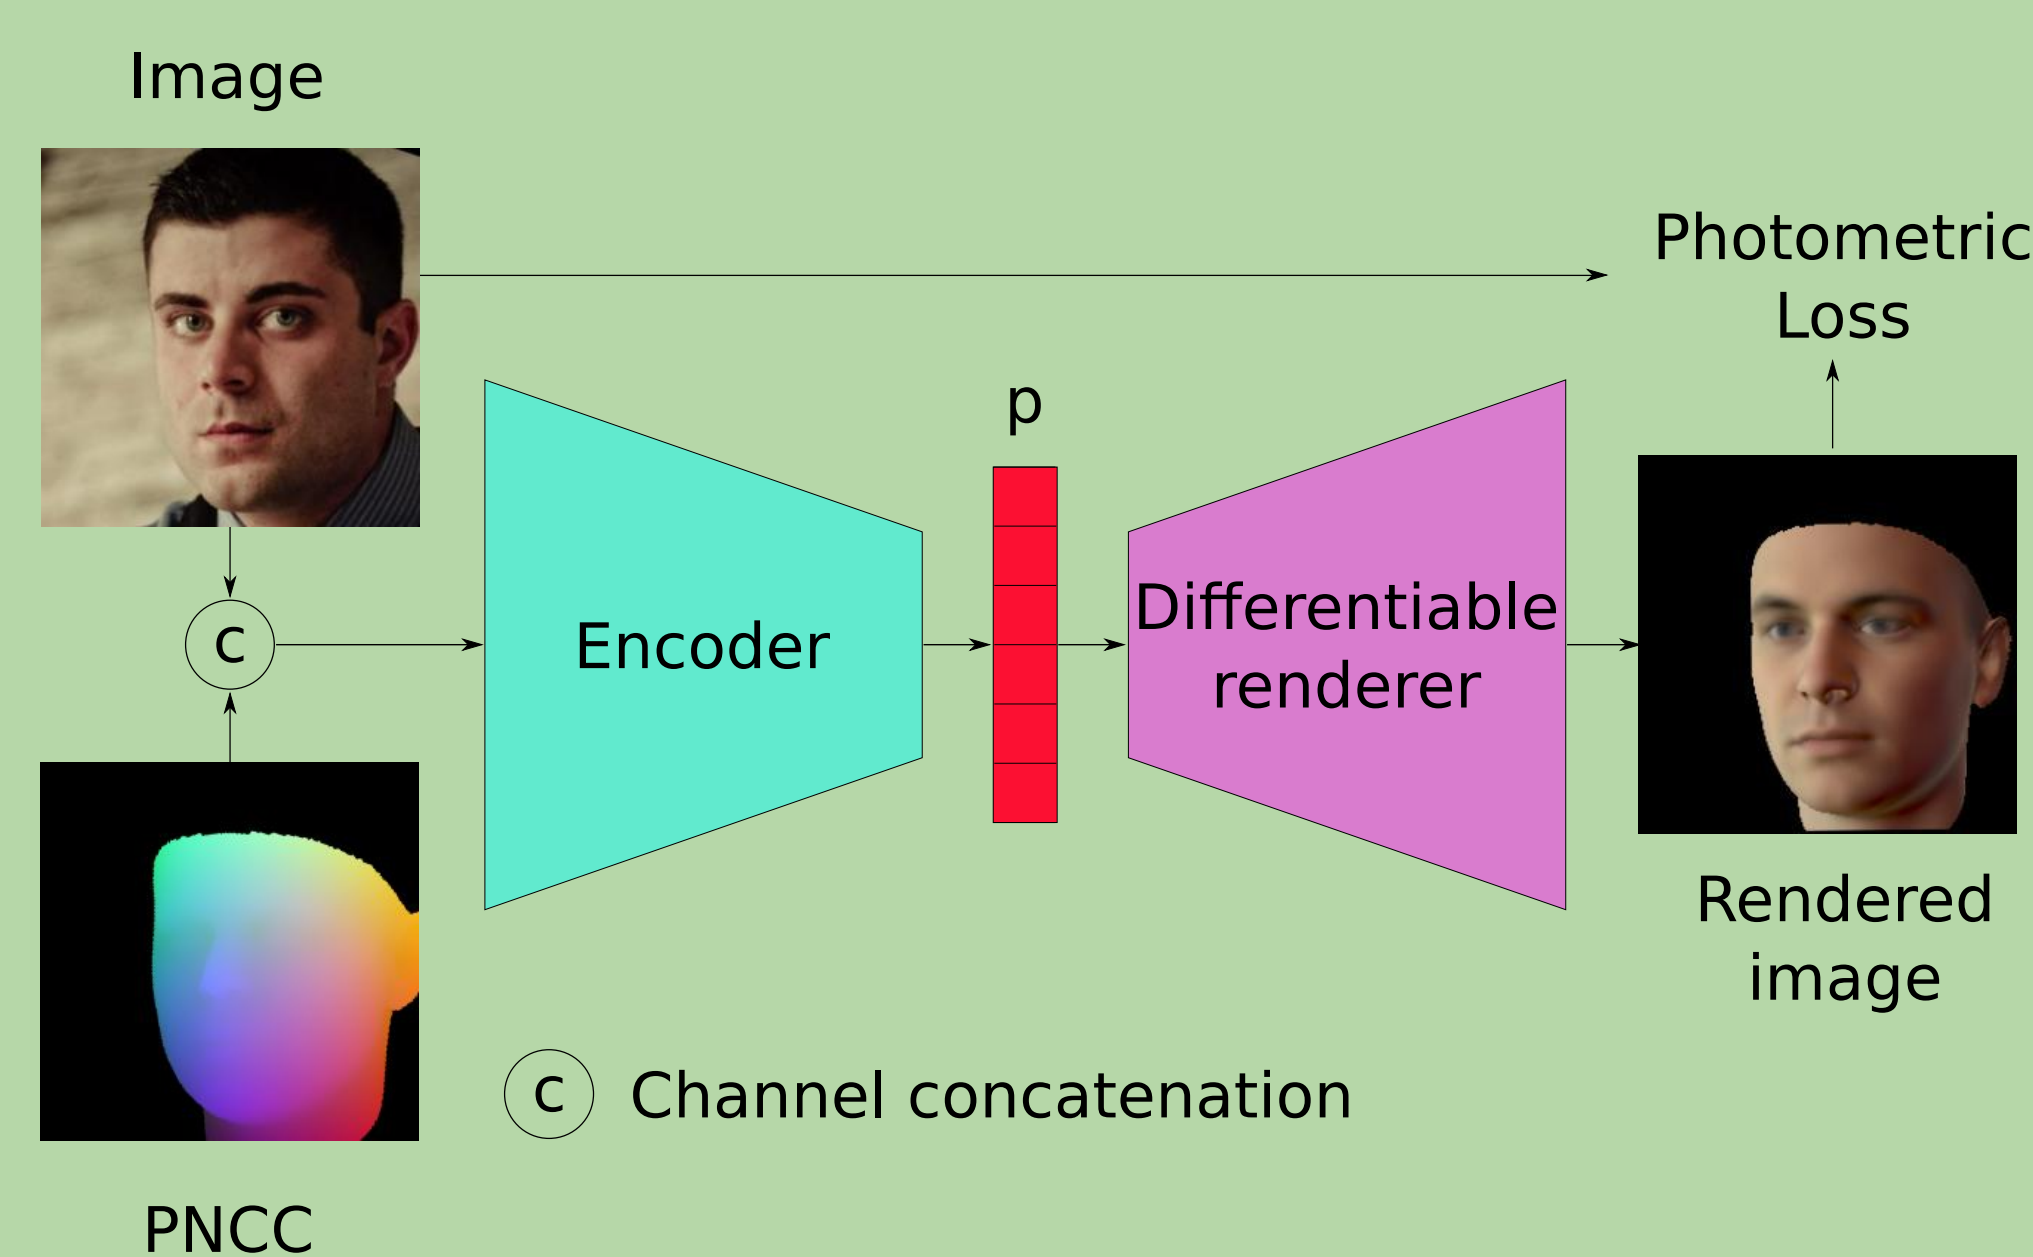 Image
Photometric
Loss
p
c
Encoder
Differentiable
renderer
Rendered
image
c Channel concatenation
PNCC